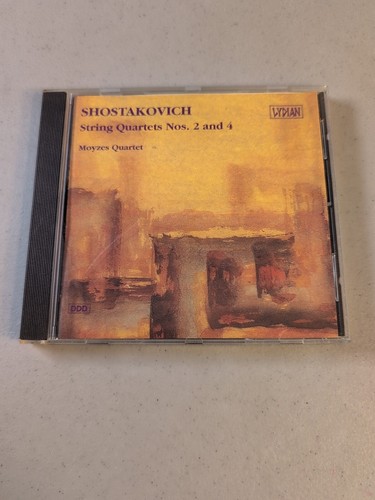 SHOSTAKOVICH
LYDIAN
String Quartets Nos. 2 and 4
Moyzes Quartet
DDD